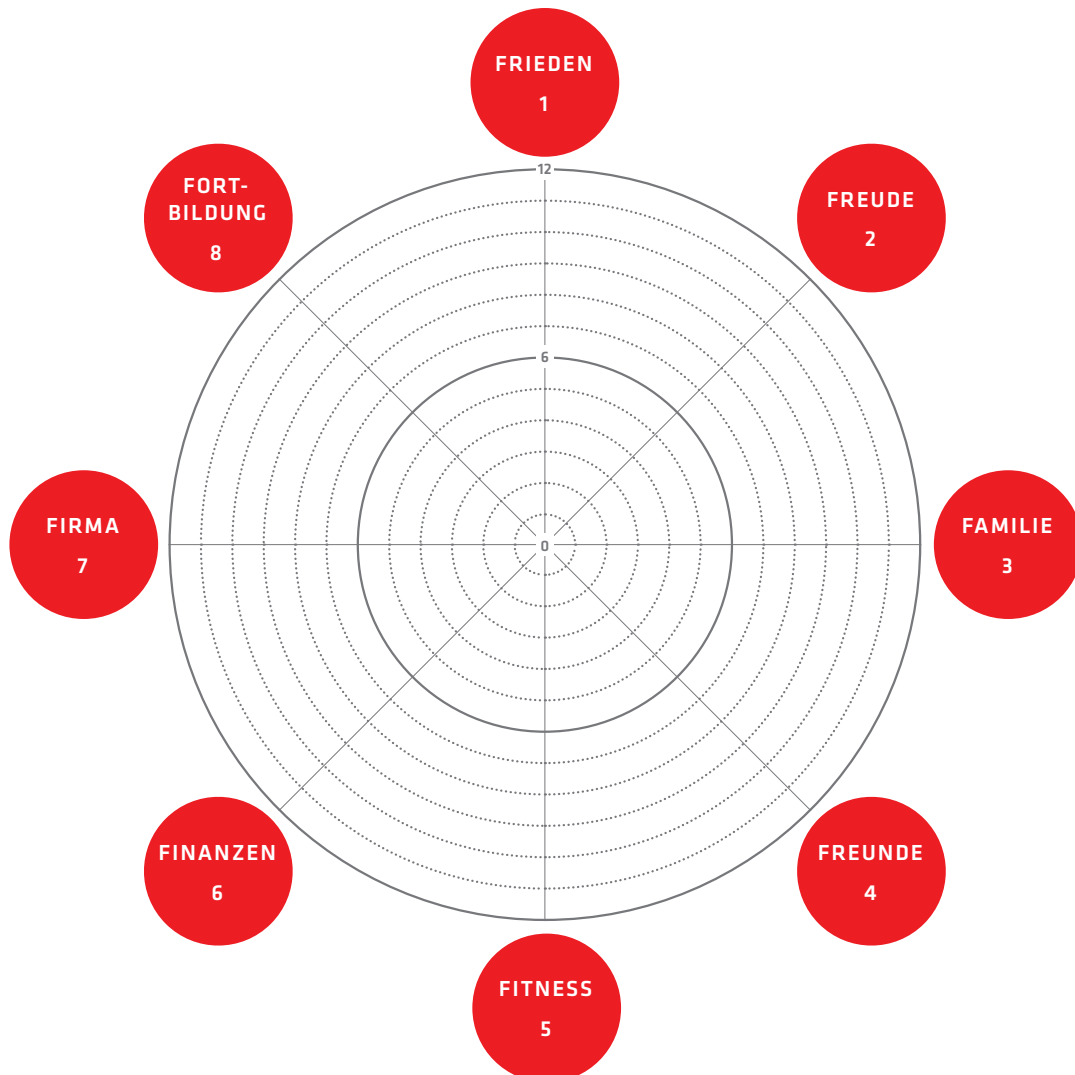 FRIEDEN
1
FREUDE
2
FAMILIE
3
FREUNDE
4
FITNESS
5
FINANZEN
6
FIRMA
7
FORT-
BILDUNG
8
12
6
0